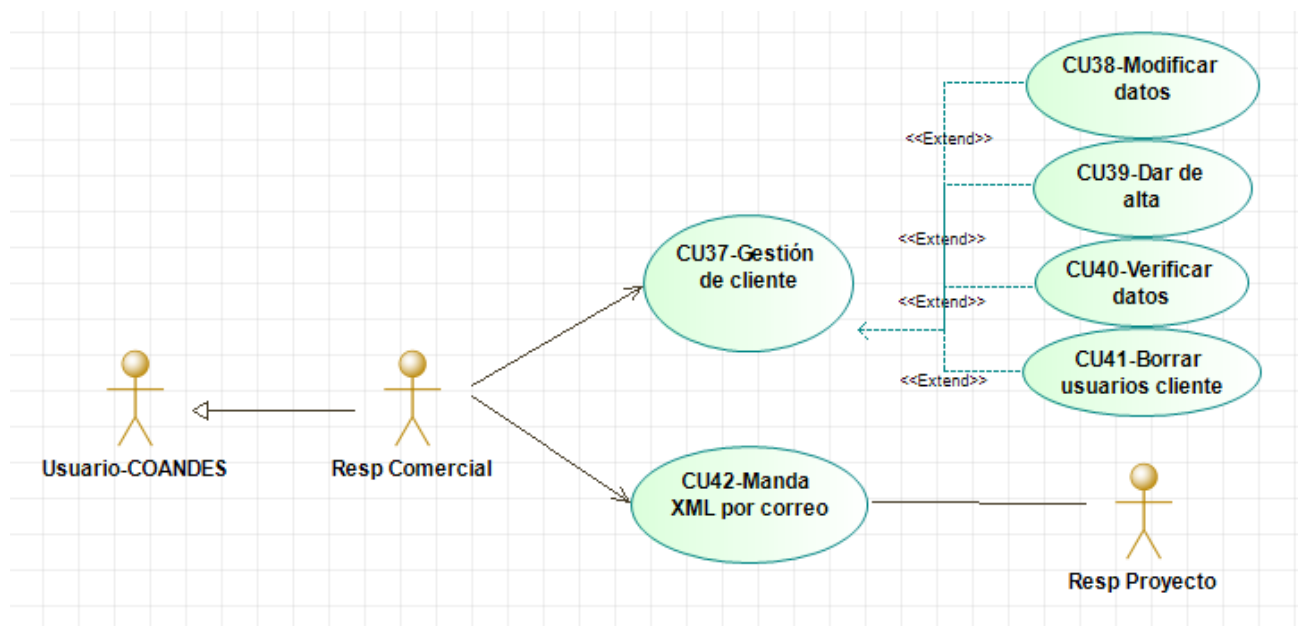 CU38-Modificar
datos
<<Extend>>
CU39-Dar de
alta
<<Extend>>
CU37-Gestión
de cliente
CU40-Verificar
datos
<<Extend>>
CU41-Borrar
usuarios cliente
<<Extend>>
Usuario-COANDES
Resp Comercial
CU42-Manda
XML por correo
Resp Proyecto